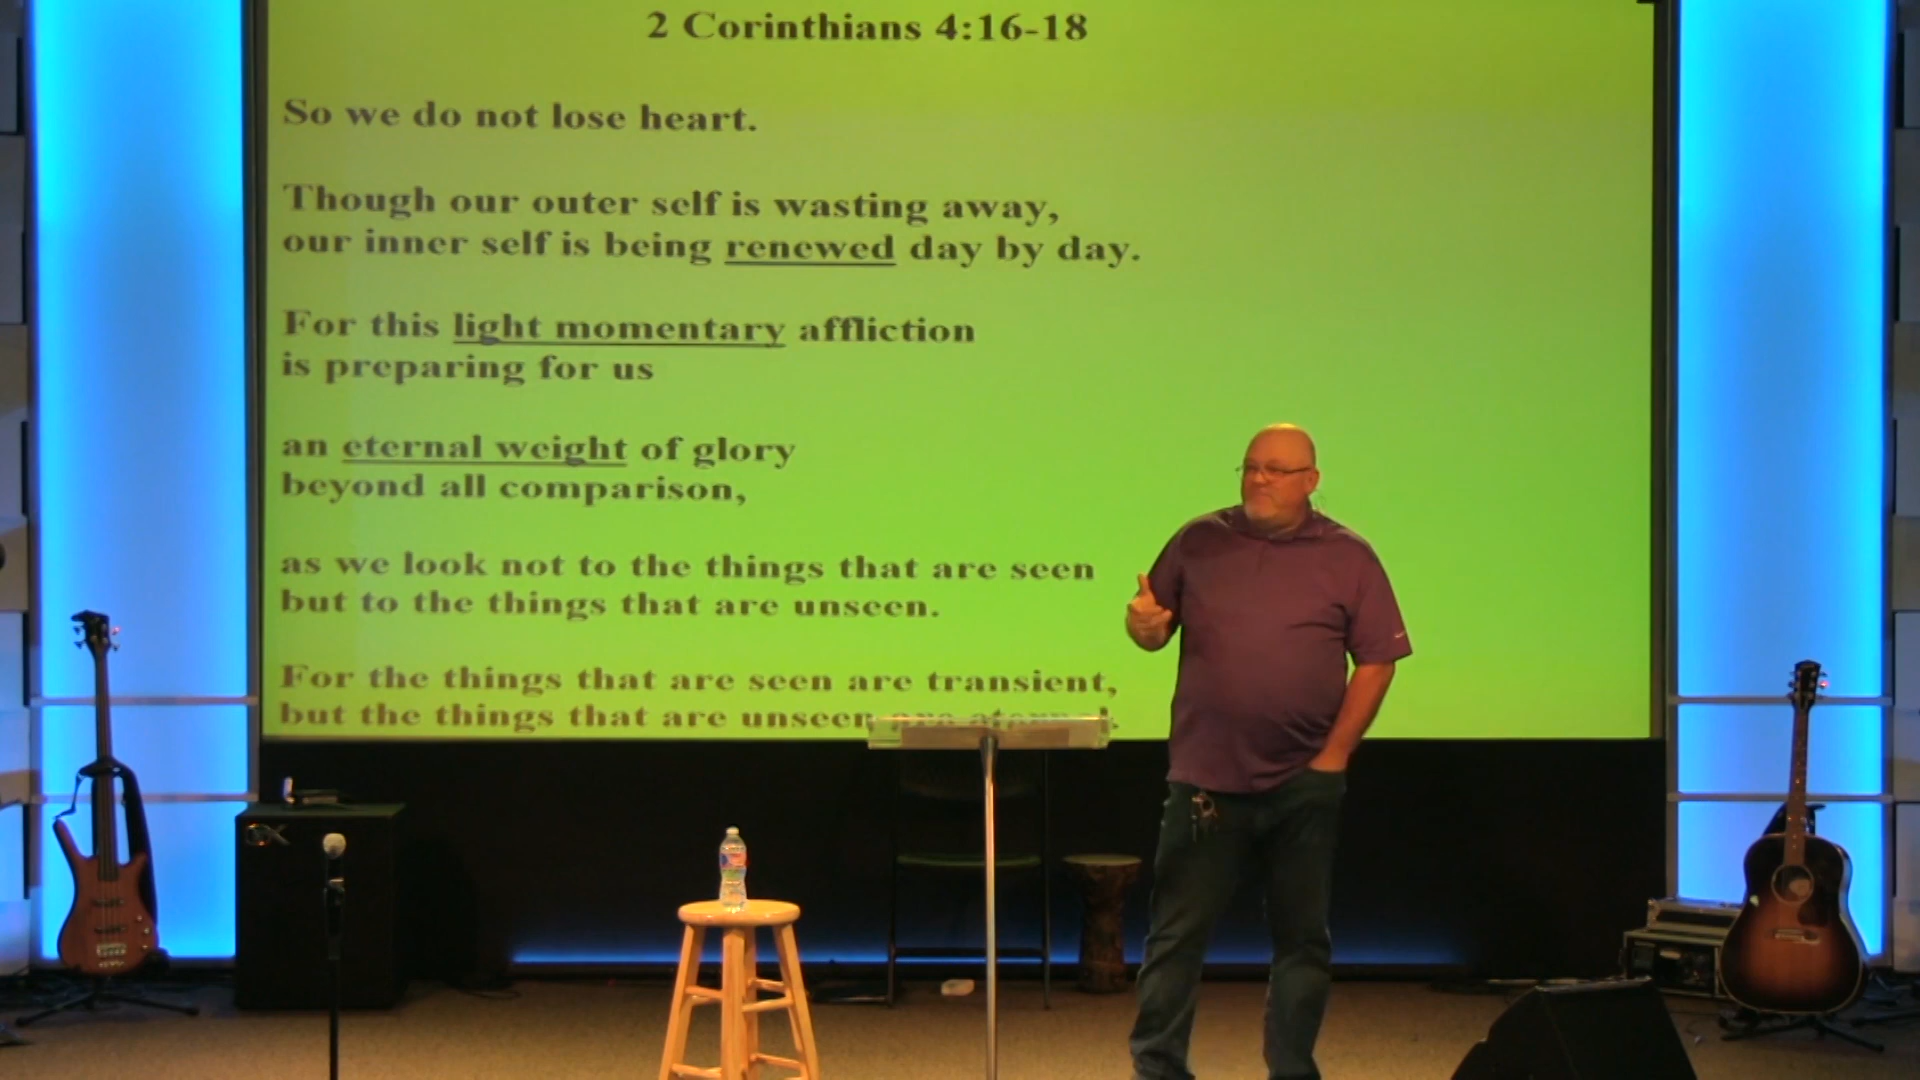 2 Corinthians 4:16-18
So we do not lose heart.
Though our outer self is wasting away,
our inner self is being renewed day by day.
For this light momentary affliction
is preparing for us
an eternal weight of glory
beyond all comparison,
as we look not to the things that are seen
but to the things that are unseen.
For the things that are seen are transient,
but the things that are unseen are eternal.